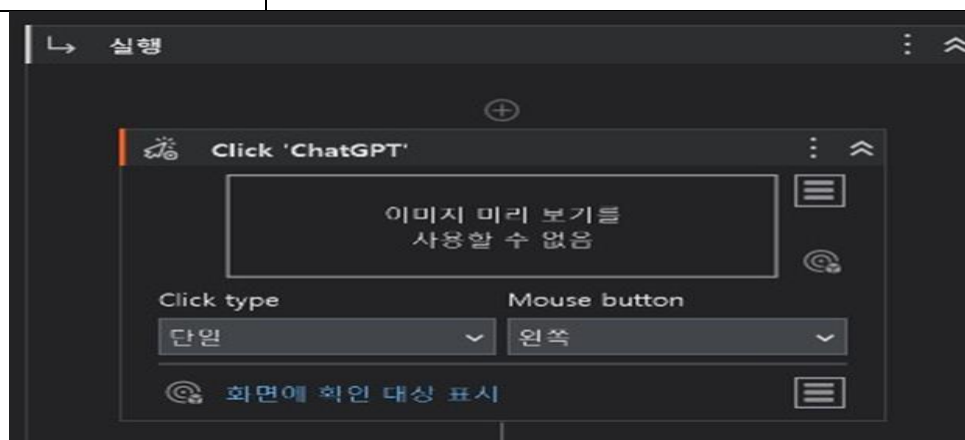 실행
Click 'ChatGPT'
이미지 미리 보기를
사용할 수 없음
Click type
Mouse button
단일
왼쪽
화면에 확인 대상 표시